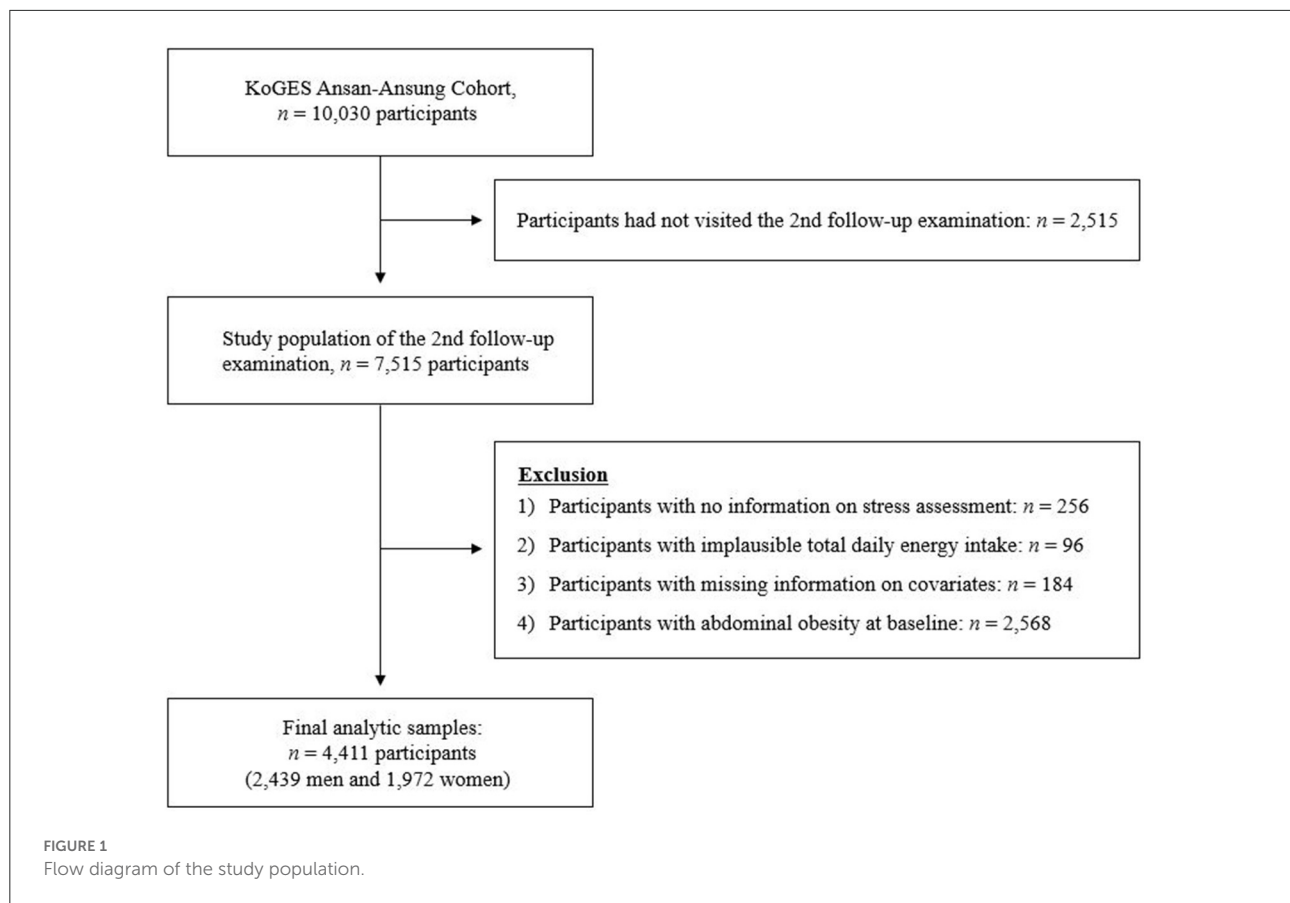 KoGES Ansan-Ansung Cohort,
n = 10,030 participants
Participants had not visited the 2nd follow-up examination: n = 2,515
Study population of the 2nd follow-up
examination, n = 7,515 participants
Exclusion
1) Participants with no information on stress assessment: n = 256
2) Participants with implausible total daily energy intake: n = 96
3) Participants with missing information on covariates: n = 184
4) Participants with abdominal obesity at baseline: n = 2,568
Final analytic samples:
n = 4,411 participants
(2,439 men and 1,972 women)
FIGURE 1
Flow diagram of the study population.